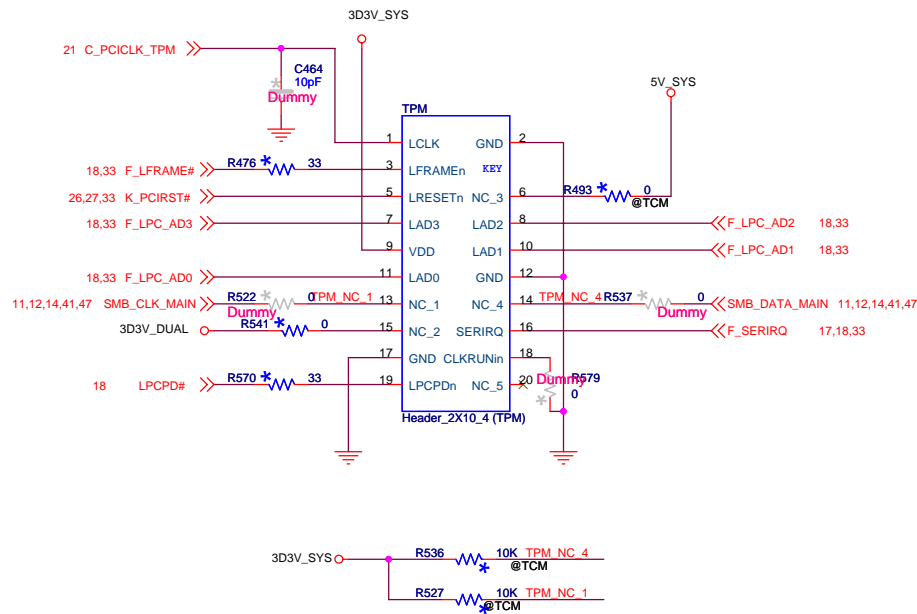 3D3V_SYS
21 C_PCICLK_TPM
C464
10pF
Dummy
5V_SYS
TPM
1 LCLK GND 2
18,33 F_LFRAME# R476 33 3 LFRAMEn KEY
26,27,33 K_PCIRST# 5 LRESETn NC_3 6 R493 0
@TCM
18,33 F_LPC_AD3 7 LAD3 LAD2 8 F_LPC_AD2 18,33
9 VDD LAD1 10 F_LPC_AD1 18,33
18,33 F_LPC_AD0 11 LAD0 GND 12
11,12,14,41,47 SMB_CLK_MAIN R522 0 TPM_NC_1 13 NC_1 NC_4 14 TPM_NC_4 R537 0 SMB_DATA_MAIN 11,12,14,41,47
Dummy Dummy
3D3V_DUAL R541 0 15 NC_2 SERIRQ 16 F_SERIRQ 17,18,33
17 GND CLKRUNin 18
18 LPCPD# R570 33 19 LPCPDn NC_5 20 Dummy R579
0
Header_2X10_4 (TPM)
3D3V_SYS R536 10K TPM_NC_4
@TCM
R527 10K TPM_NC_1
@TCM